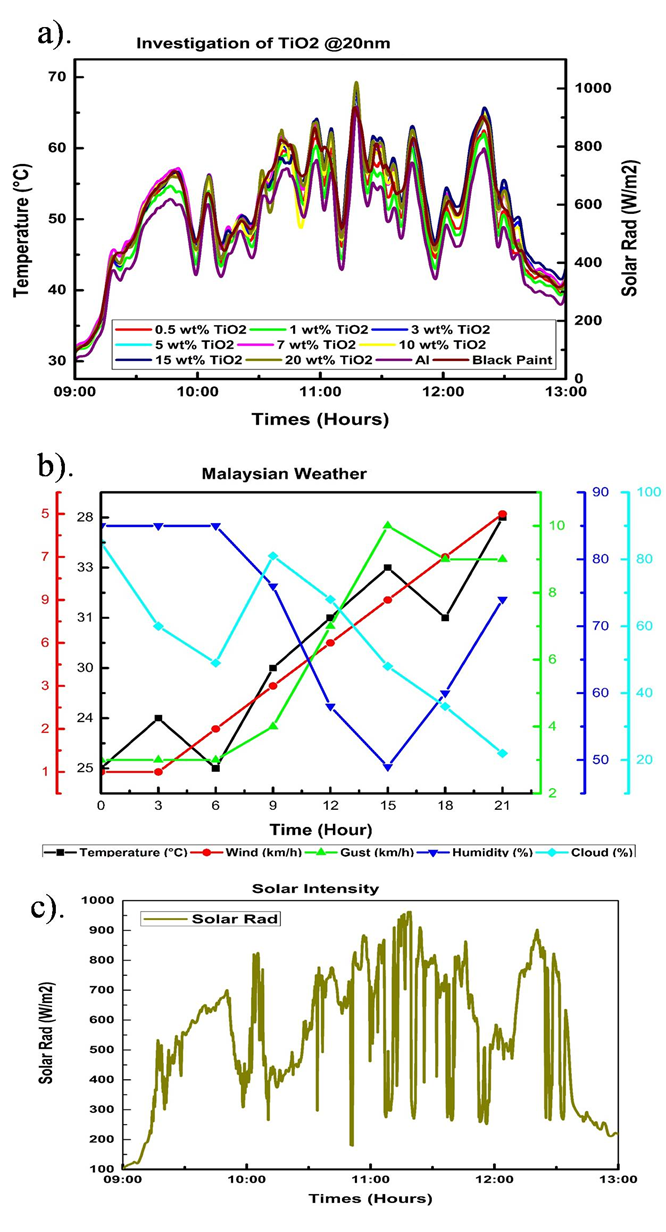 a).
Investigation of TiO2 @20nm
70
60
50
40
30
Temperature (°C)
1000
800
600
400
200
0
Solar Rad (W/m2)
0.5 wt% TiO2 1 wt% TiO2 3 wt% TiO2
5 wt% TiO2 7 wt% TiO2 10 wt% TiO2
15 wt% TiO2 20 wt% TiO2 Al Black Paint
09:00 10:00 11:00 12:00 13:00
Times (Hours)
b).
Malaysian Weather
5
7
9
6
3
2
1
28
33
31
30
24
25
10
8
6
4
2
90
80
70
60
50
100
80
60
40
20
0 3 6 9 12 15 18 21
Time (Hour)
Temperature (°C) Wind (km/h) Gust (km/h) Humidity (%) Cloud (%)
c).
Solar Intensity
Solar Rad
1000
900
800
700
600
500
400
300
200
100
Solar Rad (W/m2)
09:00 10:00 11:00 12:00 13:00
Times (Hours)